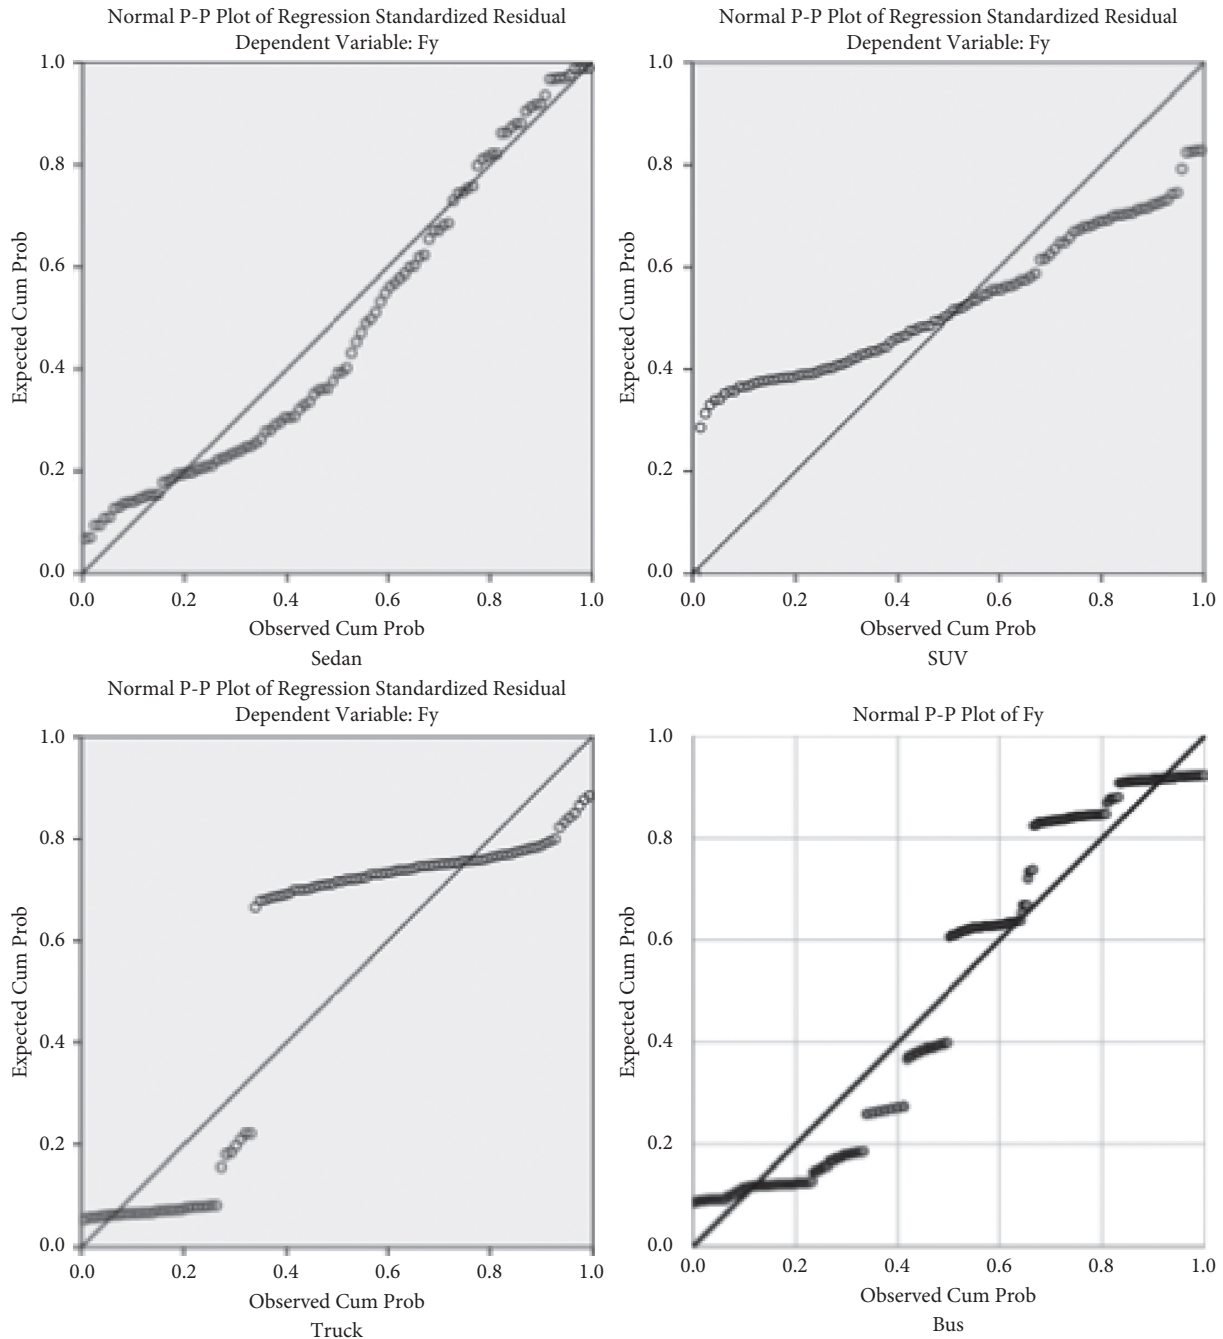 Normal P-P Plot of Regression Standardized Residual
Dependent Variable: Fy
1.0
0.8
0.6
0.4
0.2
0.0
Expected Cum Prob
0.0 0.2 0.4 0.6 0.8 1.0
Observed Cum Prob
Sedan
Normal P-P Plot of Regression Standardized Residual
Dependent Variable: Fy
1.0
0.8
0.6
0.4
0.2
0.0
Expected Cum Prob
0.0 0.2 0.4 0.6 0.8 1.0
Observed Cum Prob
SUV
Normal P-P Plot of Regression Standardized Residual
Dependent Variable: Fy
1.0
0.8
0.6
0.4
0.2
0.0
Expected Cum Prob
0.0 0.2 0.4 0.6 0.8 1.0
Observed Cum Prob
Truck
Normal P-P Plot of Fy
1.0
0.8
0.6
0.4
0.2
0.0
Expected Cum Prob
0.0 0.2 0.4 0.6 0.8 1.0
Observed Cum Prob
Bus